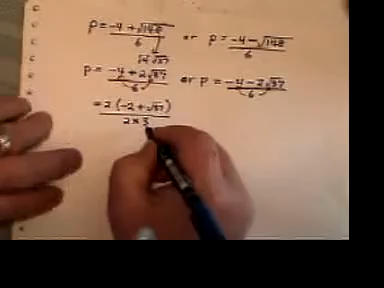 p = -4 + √148 / 6 or p = -4 - √148 / 6
√4 √37
p = -4 + 2√37 / 6 or p = -4 - 2√37 / 6
= 2(-2 + √37) / 2 × 3